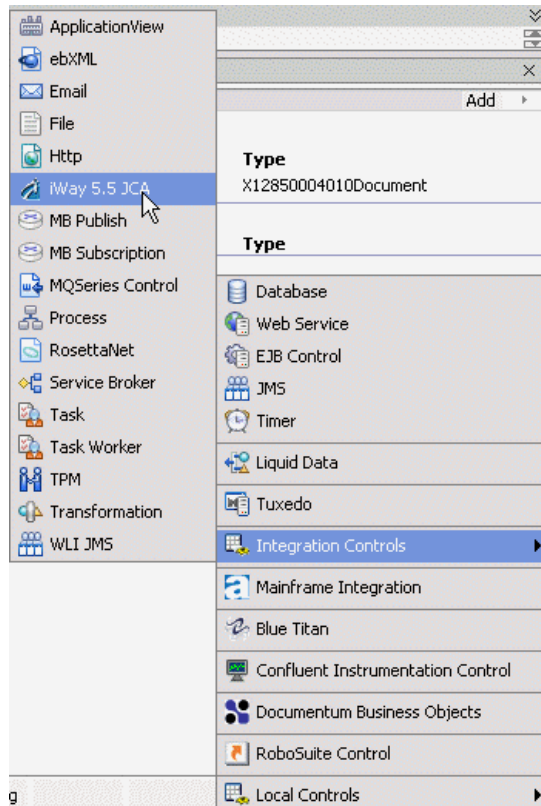 ApplicationView
ebXML
Email
File
Http
iWay 5.5 JCA
MB Publish
MB Subscription
MQSeries Control
Process
RosettaNet
Service Broker
Task
Task Worker
TPM
Transformation
WLI JMS
Add
Type
X12850004010Document
Type
Database
Web Service
EJB Control
JMS
Timer
Liquid Data
Tuxedo
Integration Controls
Mainframe Integration
Blue Titan
Confluent Instrumentation Control
Documentum Business Objects
RoboSuite Control
Local Controls
g